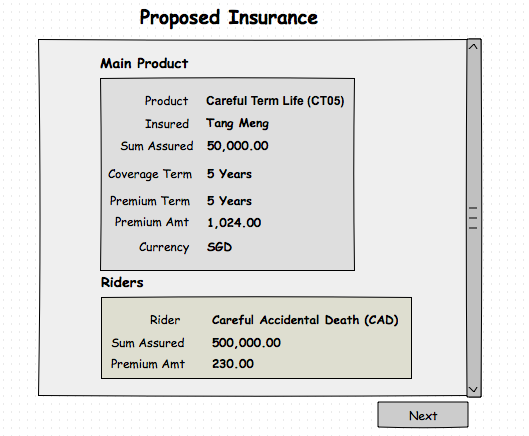 Proposed Insurance
Main Product
Product Careful Term Life (CT05)
Insured Tang Meng
Sum Assured 50,000.00
Coverage Term 5 Years
Premium Term 5 Years
Premium Amt 1,024.00
Currency SGD
Riders
Rider Careful Accidental Death (CAD)
Sum Assured 500,000.00
Premium Amt 230.00
Next